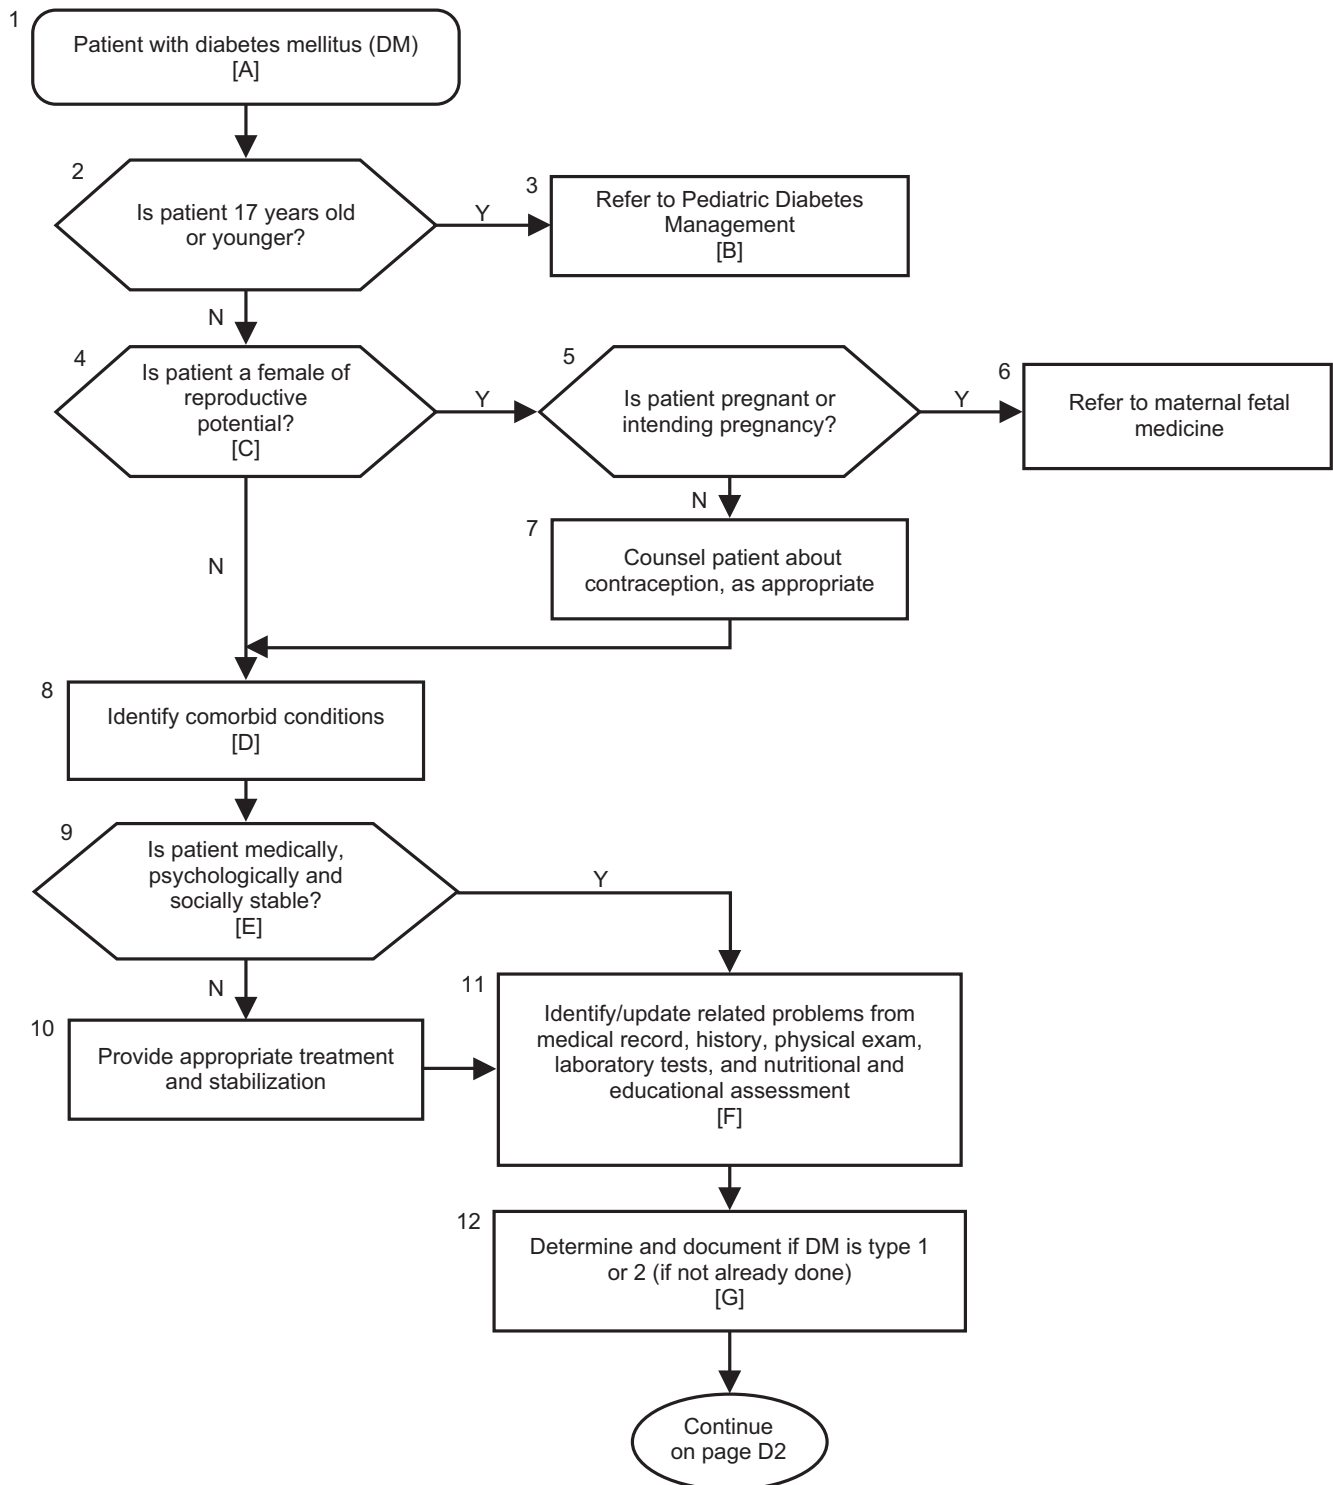 1
Patient with diabetes mellitus (DM)
[A]
2
Is patient 17 years old
or younger?
Y
3
Refer to Pediatric Diabetes
Management
[B]
N
4
Is patient a female of
reproductive
potential?
[C]
Y
5
Is patient pregnant or
intending pregnancy?
Y
6
Refer to maternal fetal
medicine
N
7
Counsel patient about
contraception, as appropriate
N
8
Identify comorbid conditions
[D]
9
Is patient medically,
psychologically and
socially stable?
[E]
Y
N
10
Provide appropriate treatment
and stabilization
11
Identify/update related problems from
medical record, history, physical exam,
laboratory tests, and nutritional and
educational assessment
[F]
12
Determine and document if DM is type 1
or 2 (if not already done)
[G]
Continue
on page D2